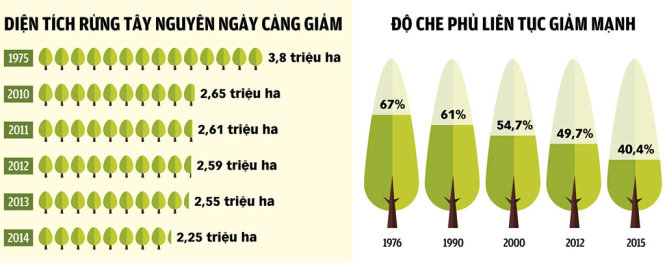 DIỆN TÍCH RỪNG TÂY NGUYÊN NGÀY CÀNG GIẢM
1975 3,8 triệu ha
2010 2,65 triệu ha
2011 2,61 triệu ha
2012 2,59 triệu ha
2013 2,55 triệu ha
2014 2,25 triệu ha
ĐỘ CHE PHỦ LIÊN TỤC GIẢM MẠNH
67% 61% 54,7% 49,7% 40,4%
1976 1990 2000 2012 2015